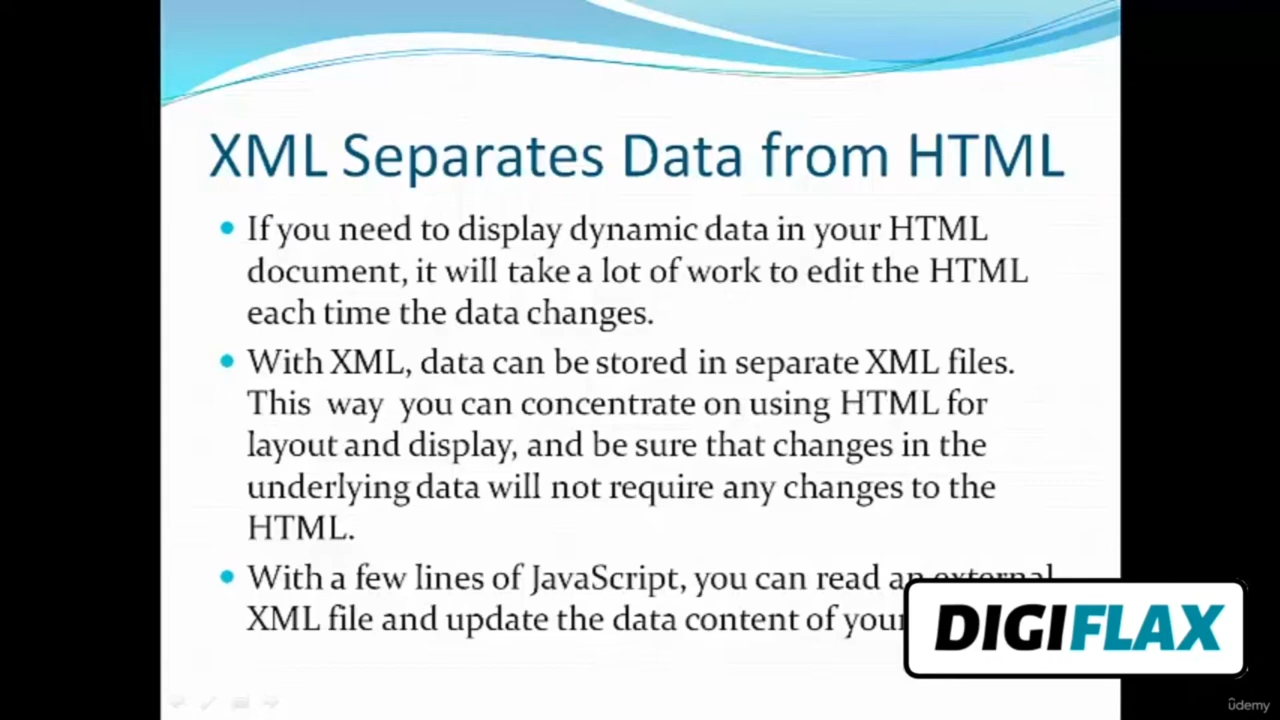 XML Separates Data from HTML
• If you need to display dynamic data in your HTML
document, it will take a lot of work to edit the HTML
each time the data changes.
• With XML, data can be stored in separate XML files.
This way you can concentrate on using HTML for
layout and display, and be sure that changes in the
underlying data will not require any changes to the
HTML.
• With a few lines of JavaScript, you can read an external
XML file and update the data content of your
DIGIFLAX
ûdemy